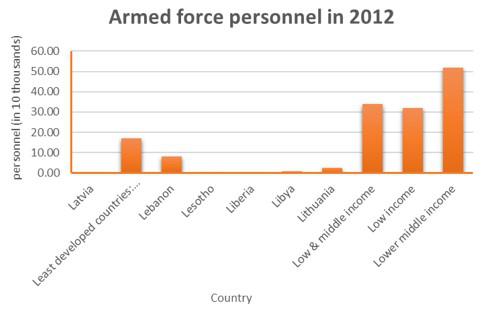 Armed force personnel in 2012
personnel (in 10 thousands)
60.00
50.00
40.00
30.00
20.00
10.00
0.00
Latvia
Least developed countries:...
Lebanon
Lesotho
Liberia
Libya
Lithuania
Low & middle income
Low income
Lower middle income
Country